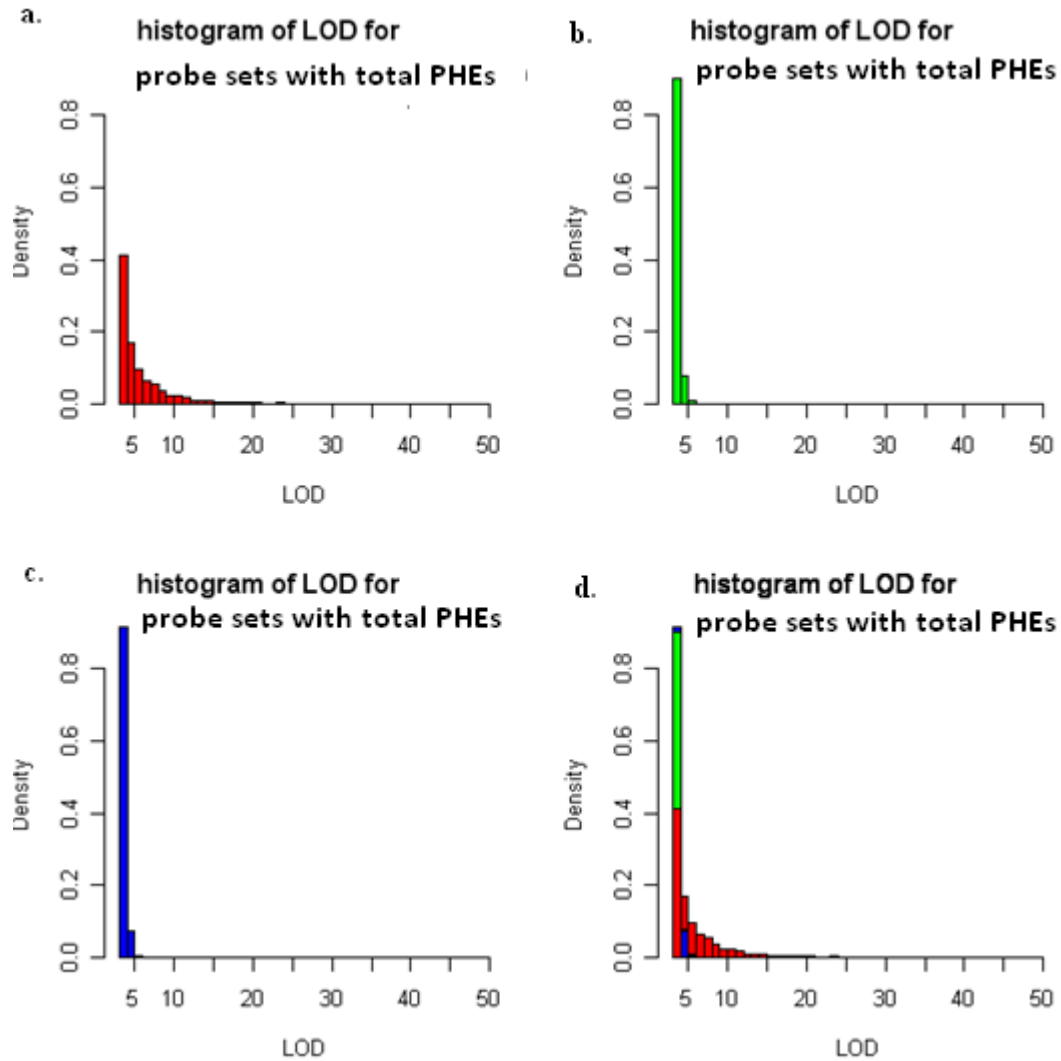 a.
histogram of LOD for
probe sets with total PHEs
0.8
0.6
0.4
0.2
0.0
Density
5 10 20 30 40 50
LOD
b.
histogram of LOD for
probe sets with total PHEs
0.8
0.6
0.4
0.2
0.0
Density
5 10 20 30 40 50
LOD
c.
histogram of LOD for
probe sets with total PHEs
0.8
0.6
0.4
0.2
0.0
Density
5 10 20 30 40 50
LOD
d.
histogram of LOD for
probe sets with total PHEs
0.8
0.6
0.4
0.2
0.0
Density
5 10 20 30 40 50
LOD